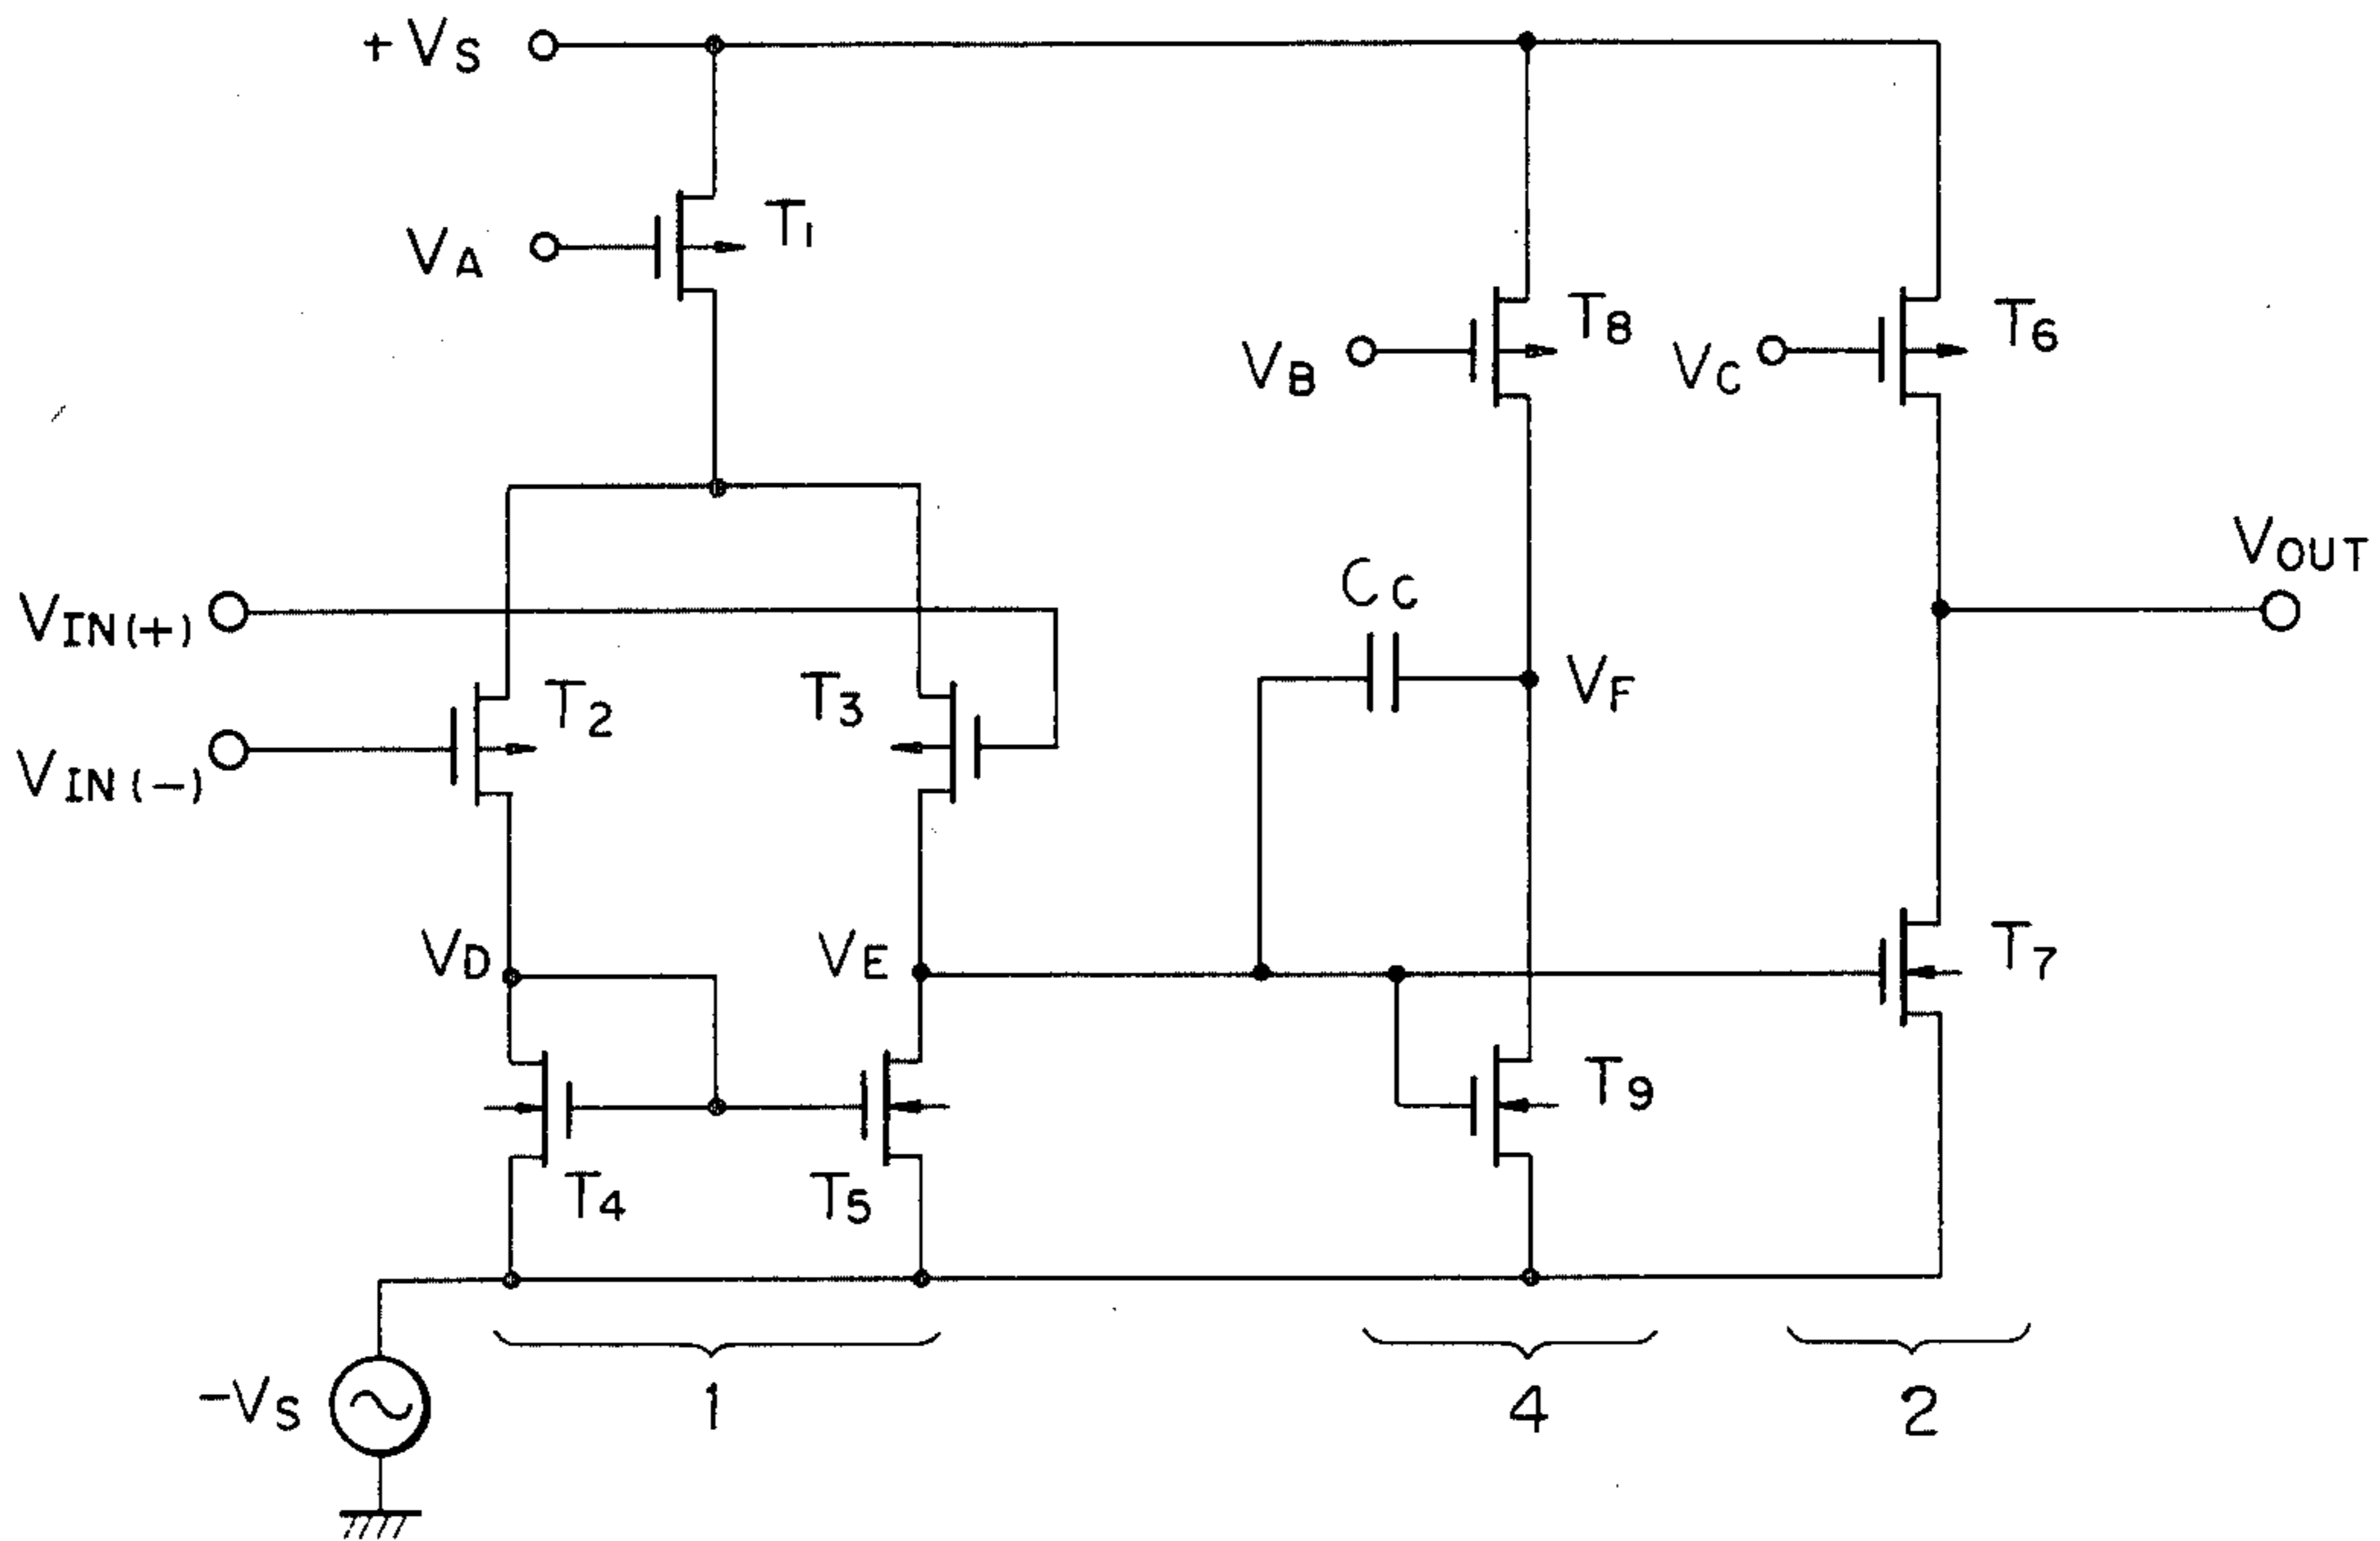 +VS
VA
T1
T8
VB
T6
VC
VOUT
CC
VIN(+)
VF
T2
T3
VIN(-)
VD
VE
T7
T9
T4
T5
-VS
1
4
2